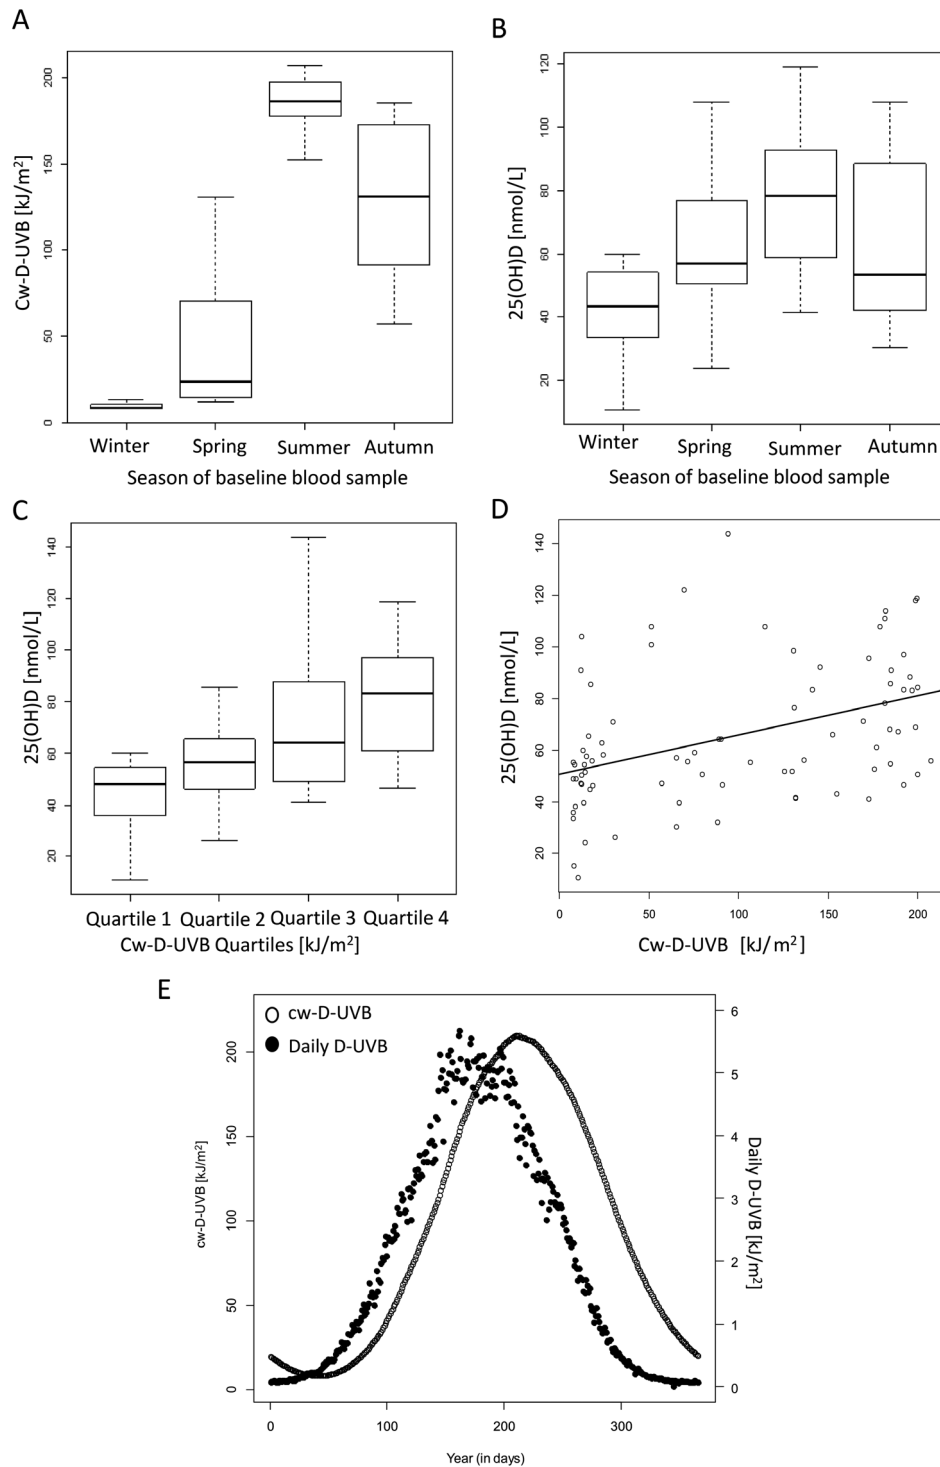 A
Cw-D-UVB [kJ/m²]
200
150
100
50
0
Winter Spring Summer Autumn
Season of baseline blood sample
B
25(OH)D [nmol/L]
120
100
80
60
40
20
Winter Spring Summer Autumn
Season of baseline blood sample
C
25(OH)D [nmol/L]
140
120
100
80
60
40
20
Quartile 1 Quartile 2 Quartile 3 Quartile 4
Cw-D-UVB Quartiles [kJ/m²]
D
25(OH)D [nmol/L]
140
120
100
80
60
40
20
0 50 100 150 200
Cw-D-UVB [kJ/m²]
E
cw-D-UVB
Daily D-UVB
cw-D-UVB [kJ/m²]
200
150
100
50
0
6
5
4
3
2
1
0
Daily D-UVB [kJ/m²]
0 100 200 300
Year (in days)